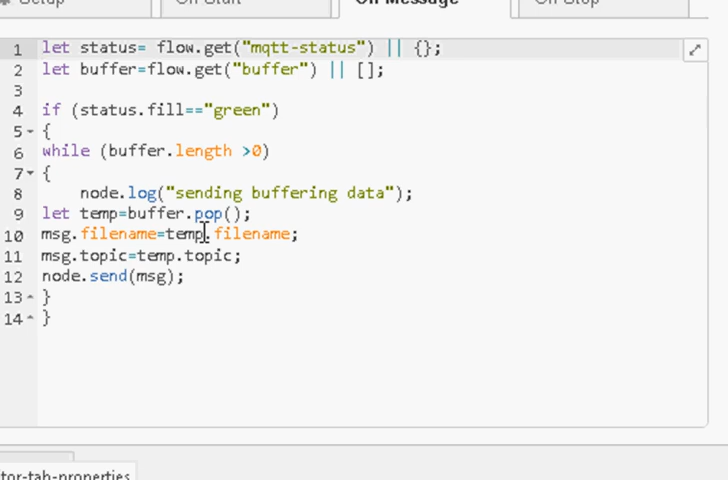 Setup
On Start
On Message
On Stop
1 let status= flow.get("mqtt-status") || {};
2 let buffer=flow.get("buffer") || [];
3
4 if (status.fill=="green")
5 {
6 while (buffer.length >0)
7 {
8 node.log("sending buffering data");
9 let temp=buffer.pop();
10 msg.filename=temp.filename;
11 msg.topic=temp.topic;
12 node.send(msg);
13 }
14 }
tor-tab-properties